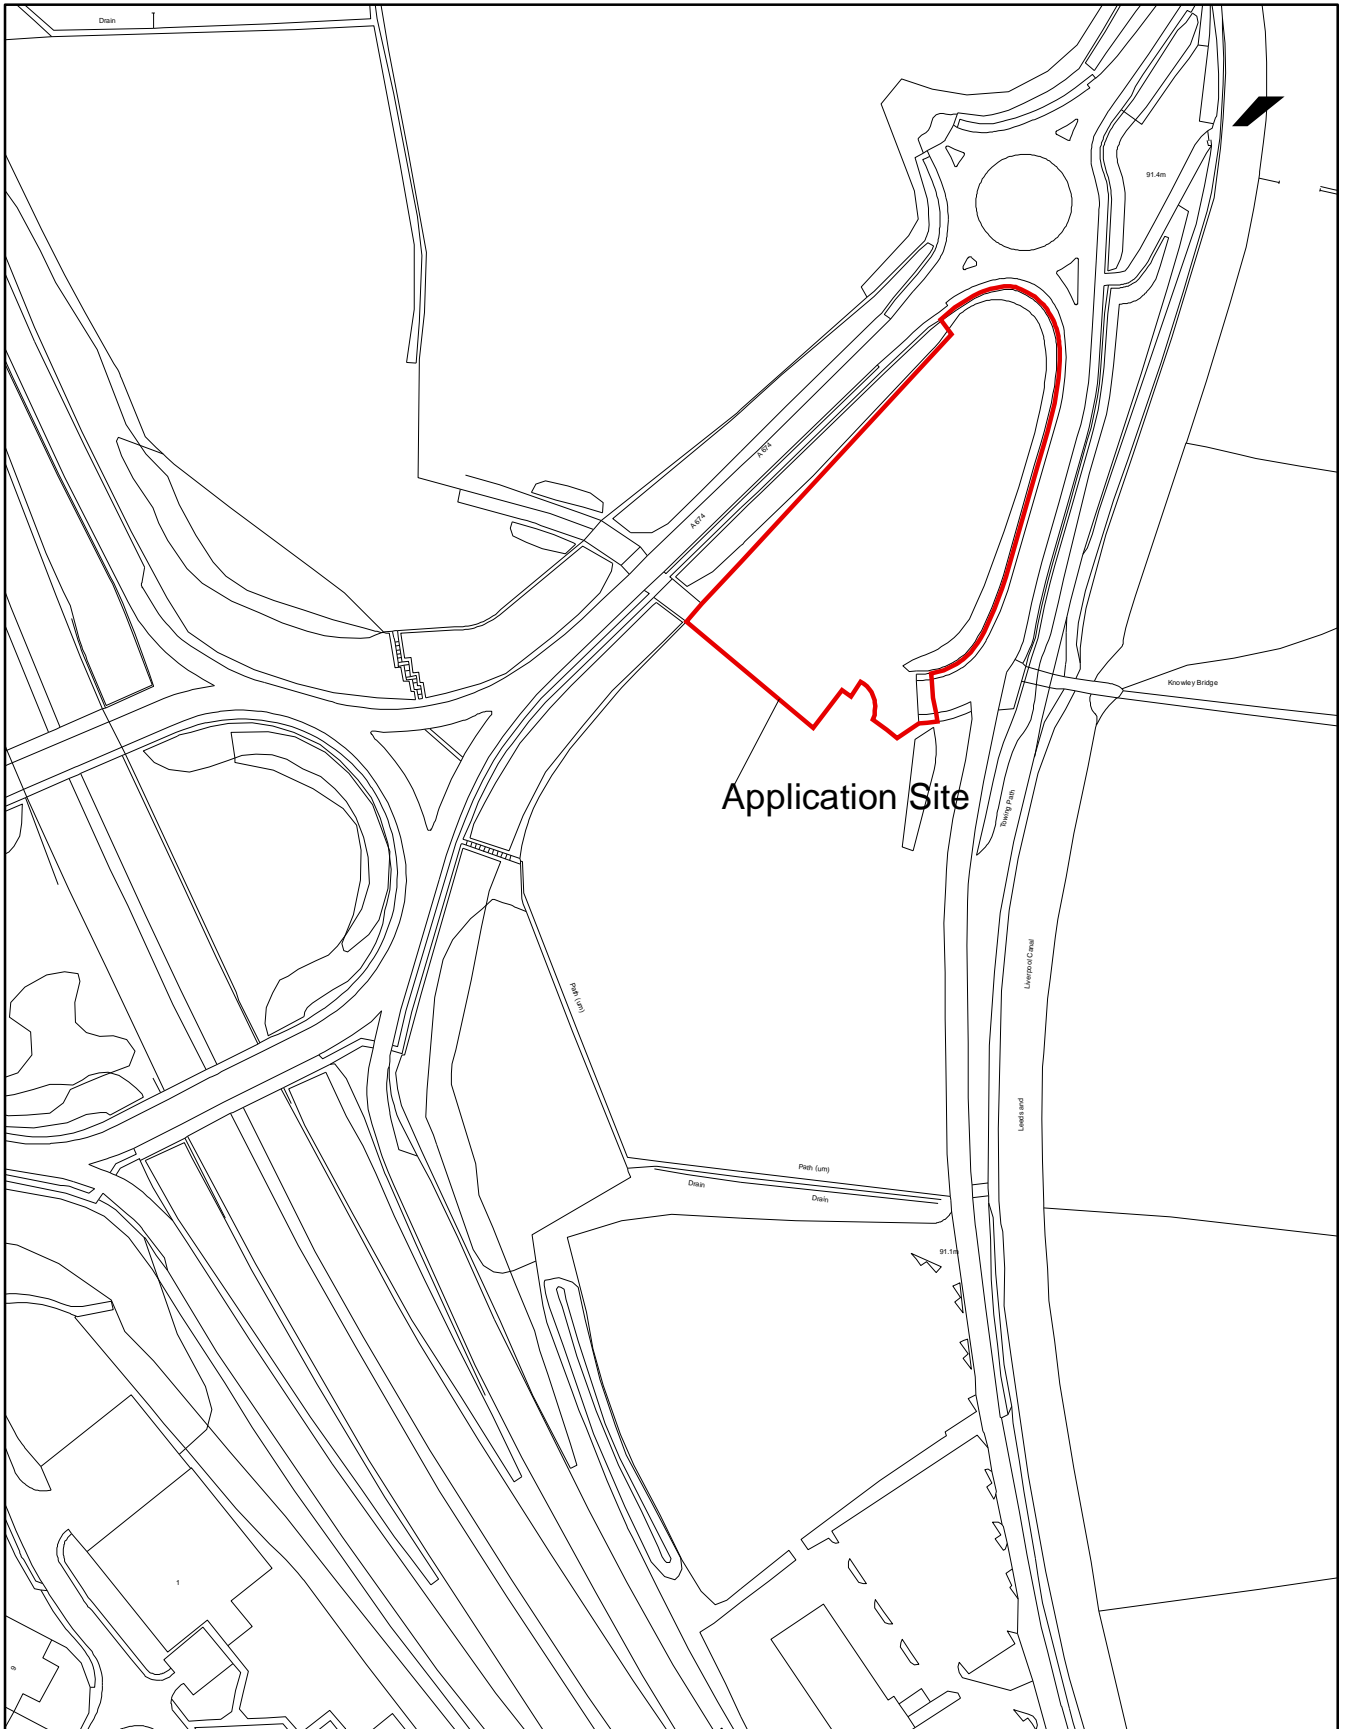 Drain
91.4m
A 674
A 674
Knowley Bridge
Application Site
Towing Path
Liverpool Canal
Path (um)
Leeds and
Path (um)
Drain
Drain
91.1m
1